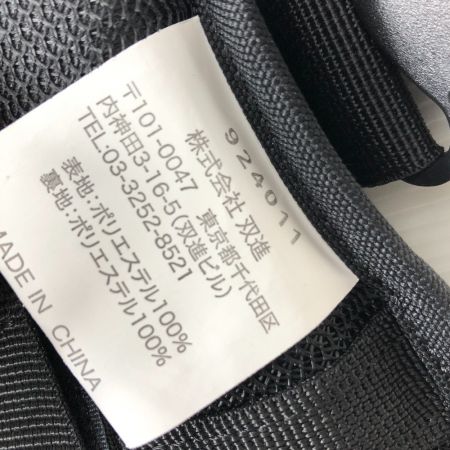 924011
株式会社 双進
〒101-0047 東京都千代田区
内神田3-16-5(双進ビル)
TEL:03-3252-8521
表地:ポリエステル100%
裏地:ポリエステル100%
MADE IN CHINA